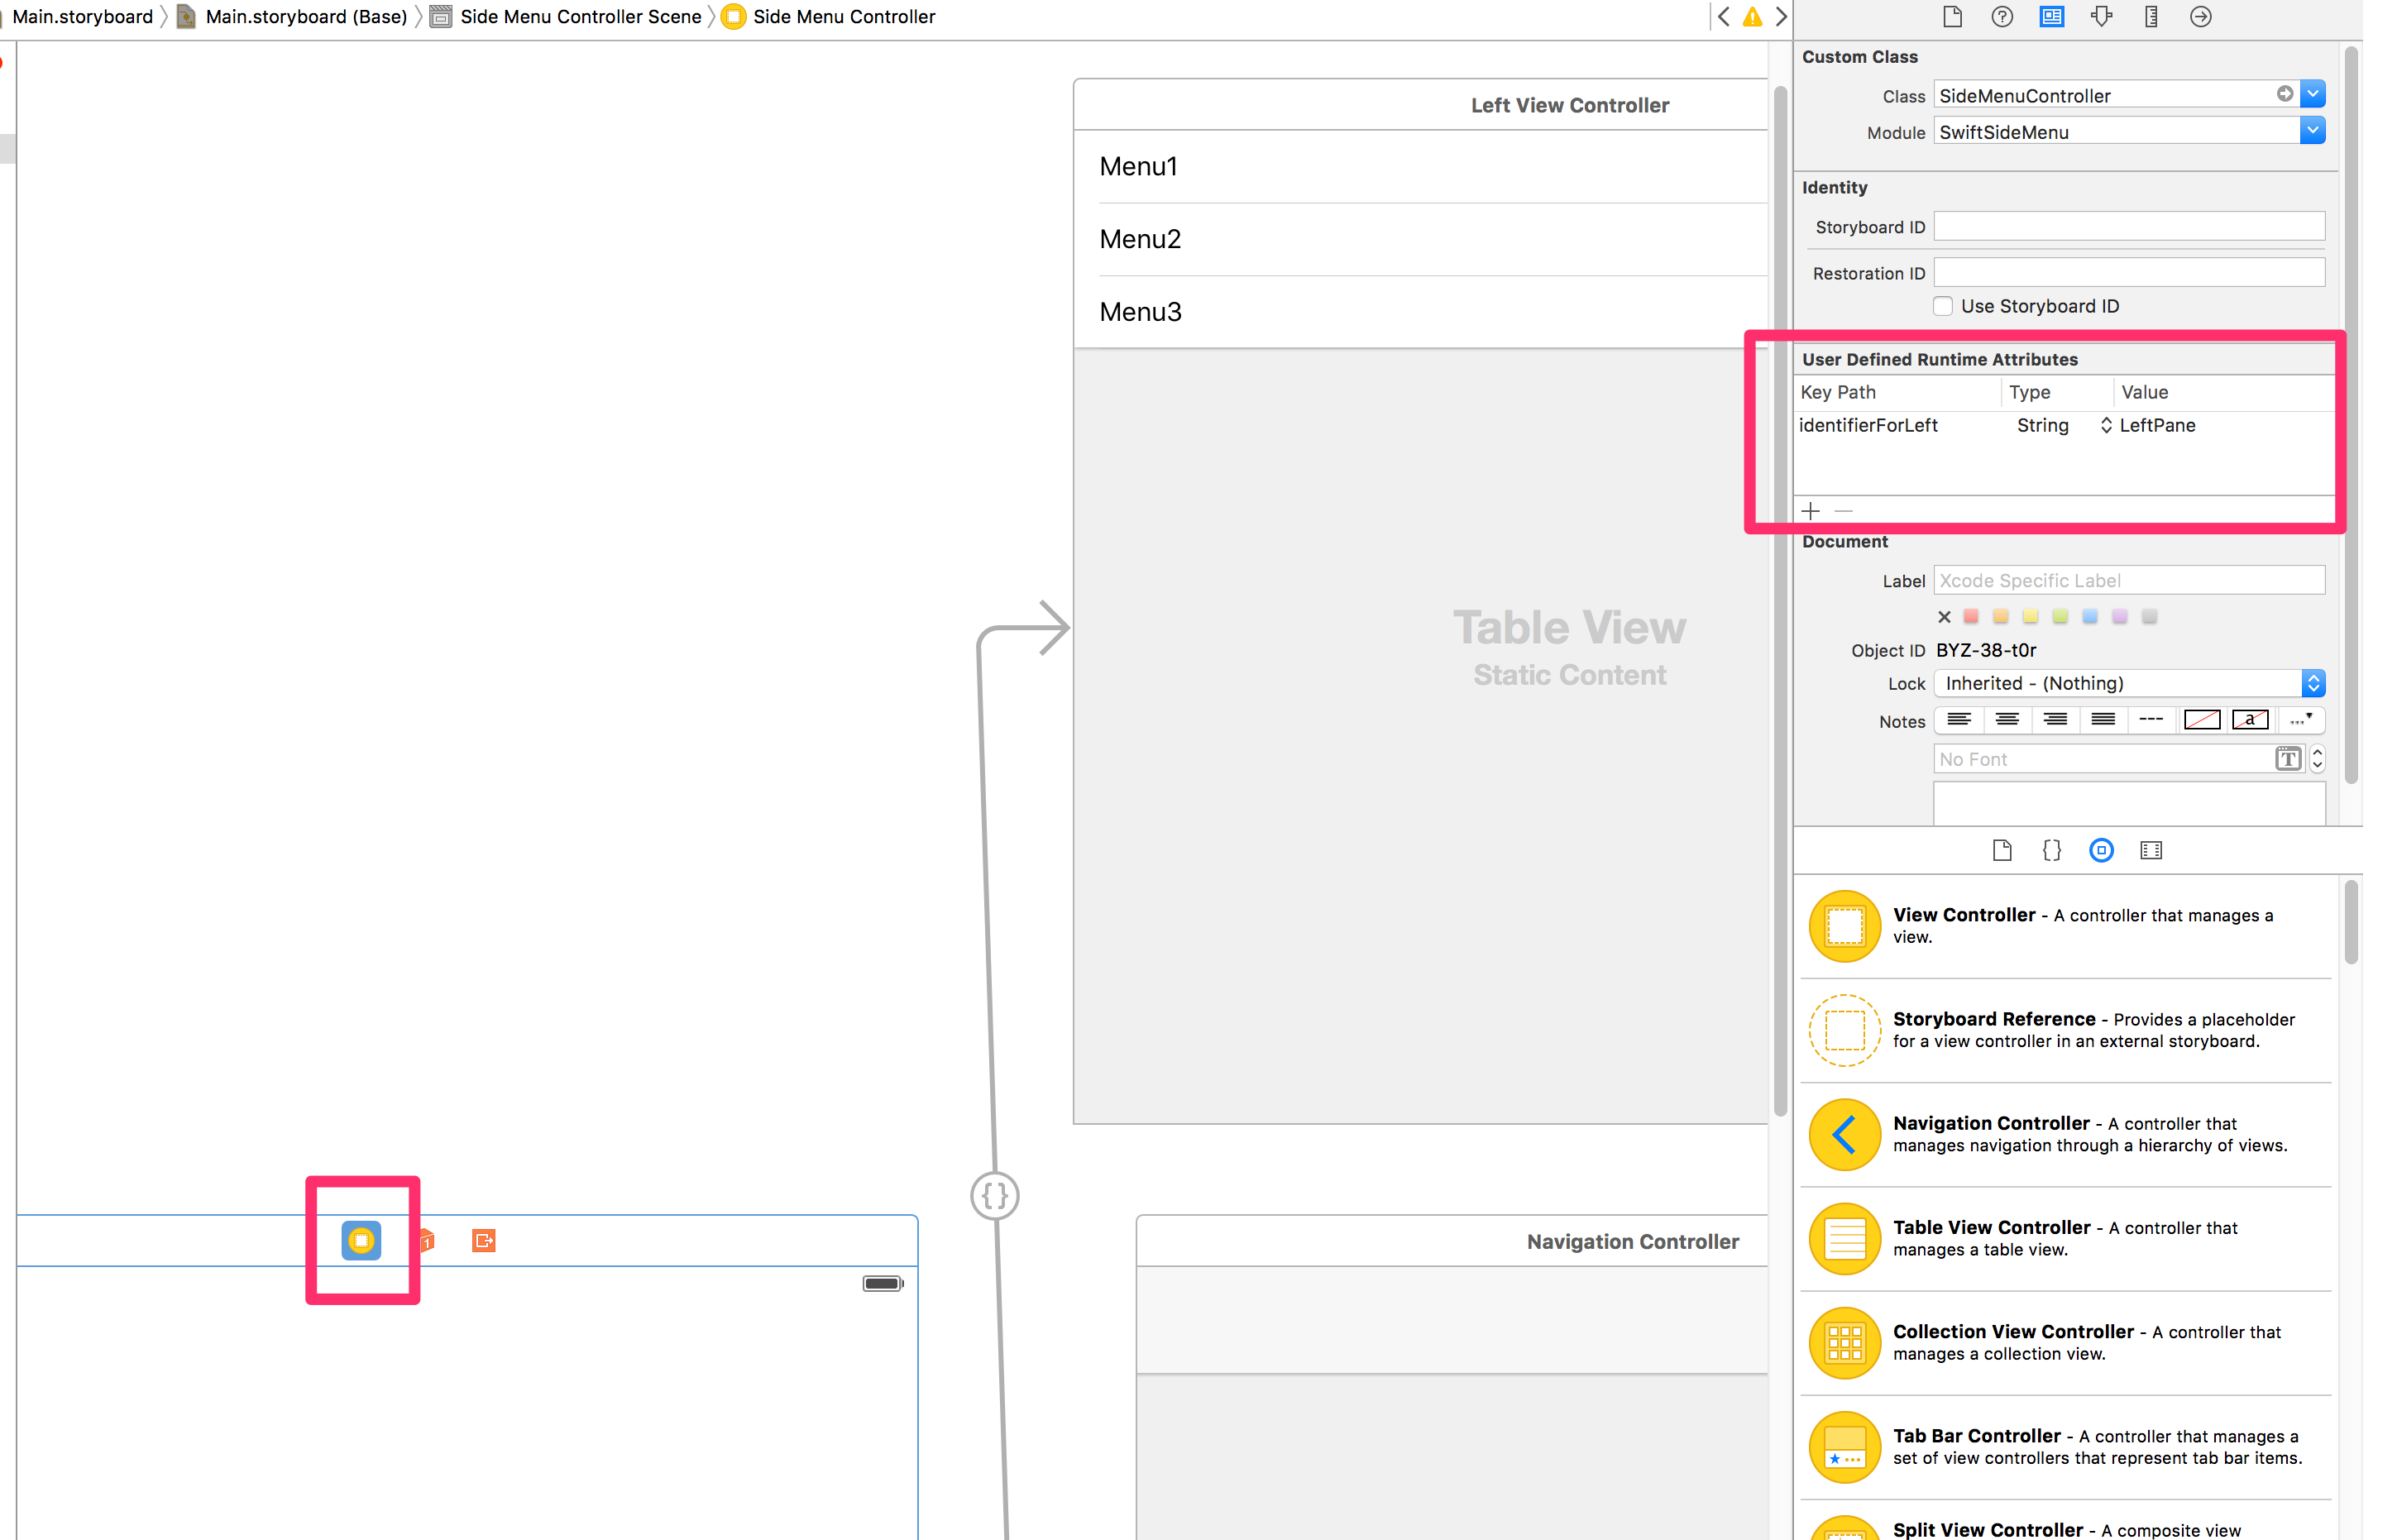 Main.storyboard
Main.storyboard (Base)
Side Menu Controller Scene
Side Menu Controller
Left View Controller
Menu1
Menu2
Menu3
Table View
Static Content
Navigation Controller
1
Custom Class
Class SideMenuController
Module SwiftSideMenu
Identity
Storyboard ID
Restoration ID
Use Storyboard ID
User Defined Runtime Attributes
Key Path Type Value
identifierForLeft String LeftPane
Document
Label Xcode Specific Label
Object ID BYZ-38-t0r
Lock Inherited - (Nothing)
Notes
a
No Font
T
View Controller - A controller that manages a
view.
Storyboard Reference - Provides a placeholder
for a view controller in an external storyboard.
Navigation Controller - A controller that
manages navigation through a hierarchy of views.
Table View Controller - A controller that
manages a table view.
Collection View Controller - A controller that
manages a collection view.
Tab Bar Controller - A controller that manages a
set of view controllers that represent tab bar items.
Split View Controller - A composite view